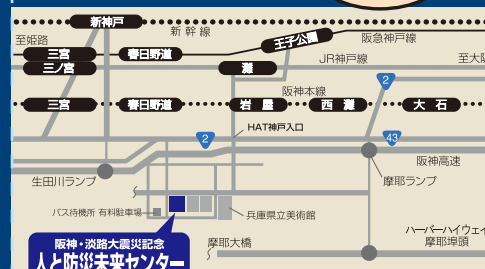 新神戸
新幹線
至姫路
三宮
春日野道
王子公園
阪急神戸線
三ノ宮
灘
JR神戸線
至大阪
2
阪神本線
三宮
春日野道
岩屋
西灘
大石
HAT神戸入口
2
43
阪神高速
生田川ランプ
摩耶ランプ
バス待機所 有料駐車場
兵庫県立美術館
ハーバーハイウェイ
摩耶大橋
摩耶埠頭
阪神・淡路大震災記念
人と防災未来センター